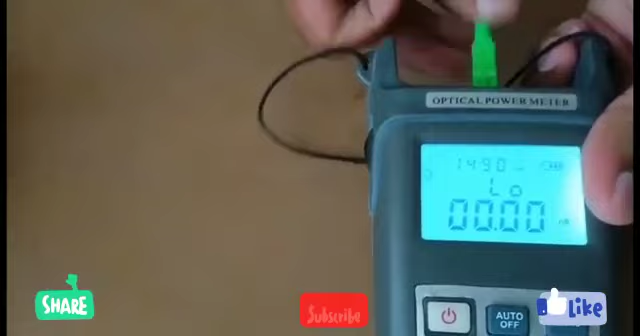 OPTICAL POWER METER
1490
Lo
00.00
AUTO
OFF
SHARE
Subscribe
Like